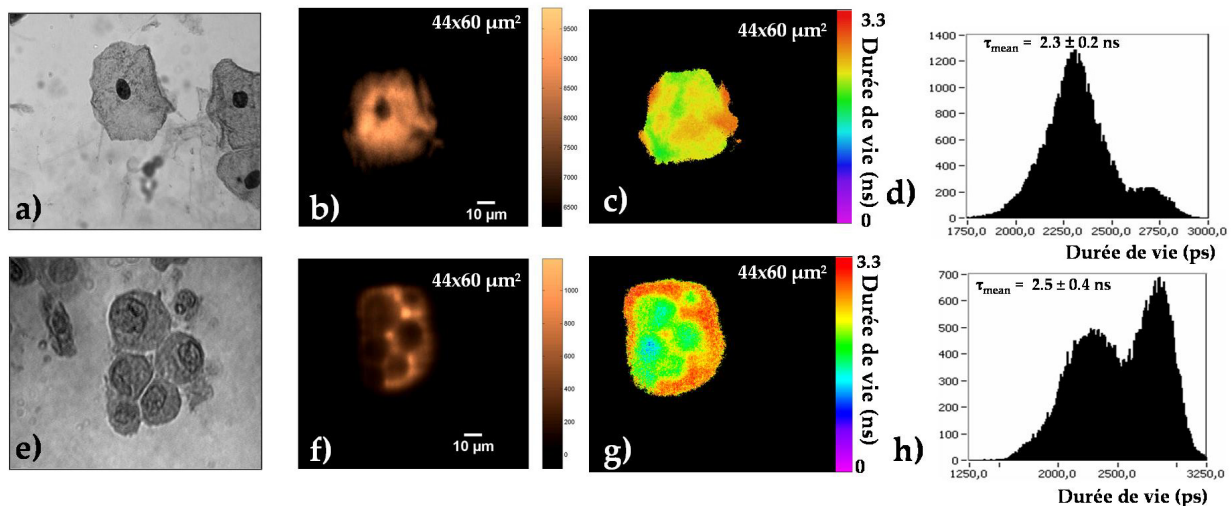 a)
44x60 µm²
b)
10 µm
9500
9000
8500
8000
7500
7000
6500
44x60 µm²
c)
3.3
Durée de vie (ns)
0
τmean = 2.3 ± 0.2 ns
1400
1200
1000
800
600
400
200
0
1750,0 2000,0 2250,0 2500,0 2750,0 3000,0
Durée de vie (ps)
d)
e)
44x60 µm²
f)
10 µm
1000
800
600
400
200
0
44x60 µm²
g)
3.3
Durée de vie (ns)
0
τmean = 2.5 ± 0.4 ns
700
600
500
400
300
200
100
0
1250,0 2000,0 2500,0 3250,0
Durée de vie (ps)
h)